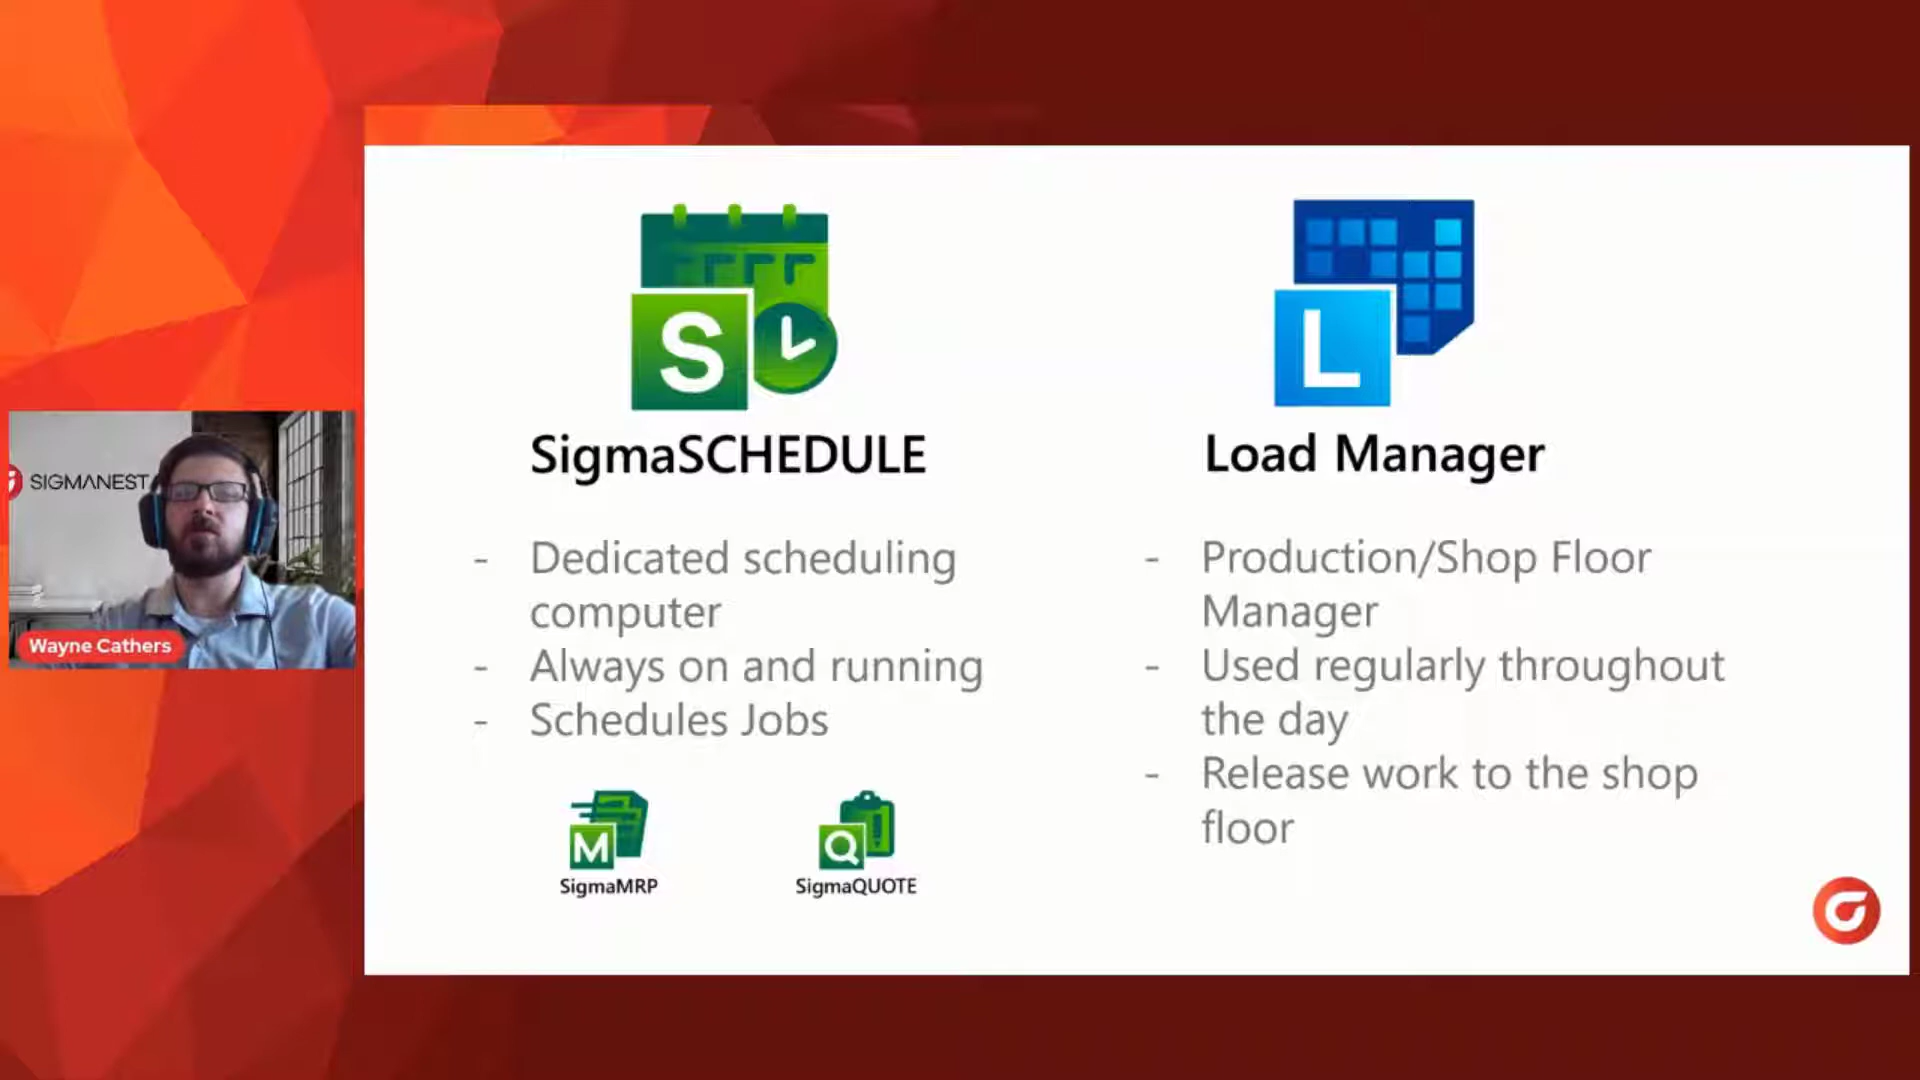 S
SigmaSCHEDULE
- Dedicated scheduling
computer
- Always on and running
- Schedules Jobs
M
SigmaMRP
Q
SigmaQUOTE
L
Load Manager
- Production/Shop Floor
Manager
- Used regularly throughout
the day
- Release work to the shop
floor
SIGMANEST
Wayne Cathers